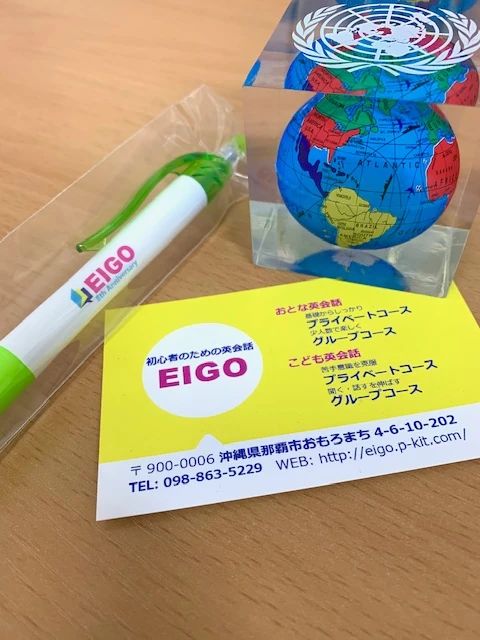 EIGO
8th Anniversary
ATLANTIC
BRAZIL
初心者のための英会話
EIGO
おとな英会話
基礎からしっかり
プライベートコース
少人数で楽しく
グループコース
こども英会話
苦手意識を克服
プライベートコース
聞く・話すを伸ばす
グループコース
〒900-0006 沖縄県那覇市おもろまち 4-6-10-202
TEL: 098-863-5229 WEB: http://eigo.p-kit.com/